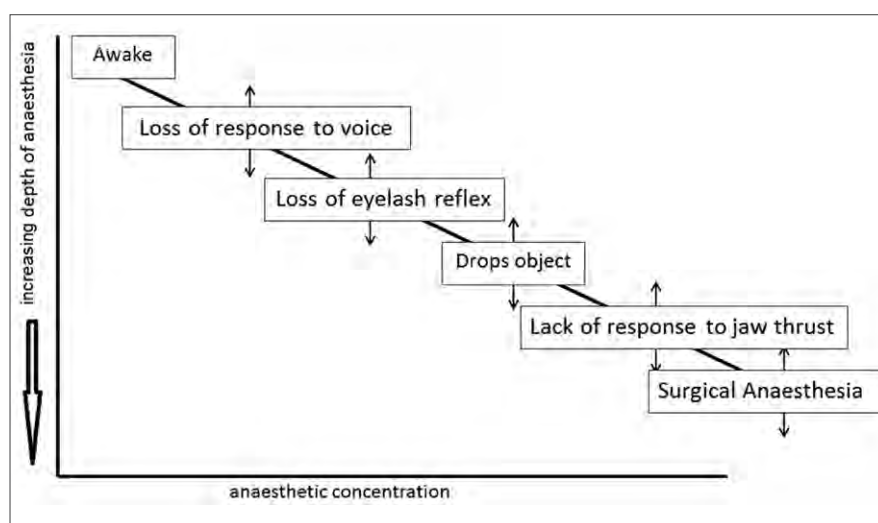 increasing depth of anaesthesia
Awake
Loss of response to voice
Loss of eyelash reflex
Drops object
Lack of response to jaw thrust
Surgical Anaesthesia
anaesthetic concentration